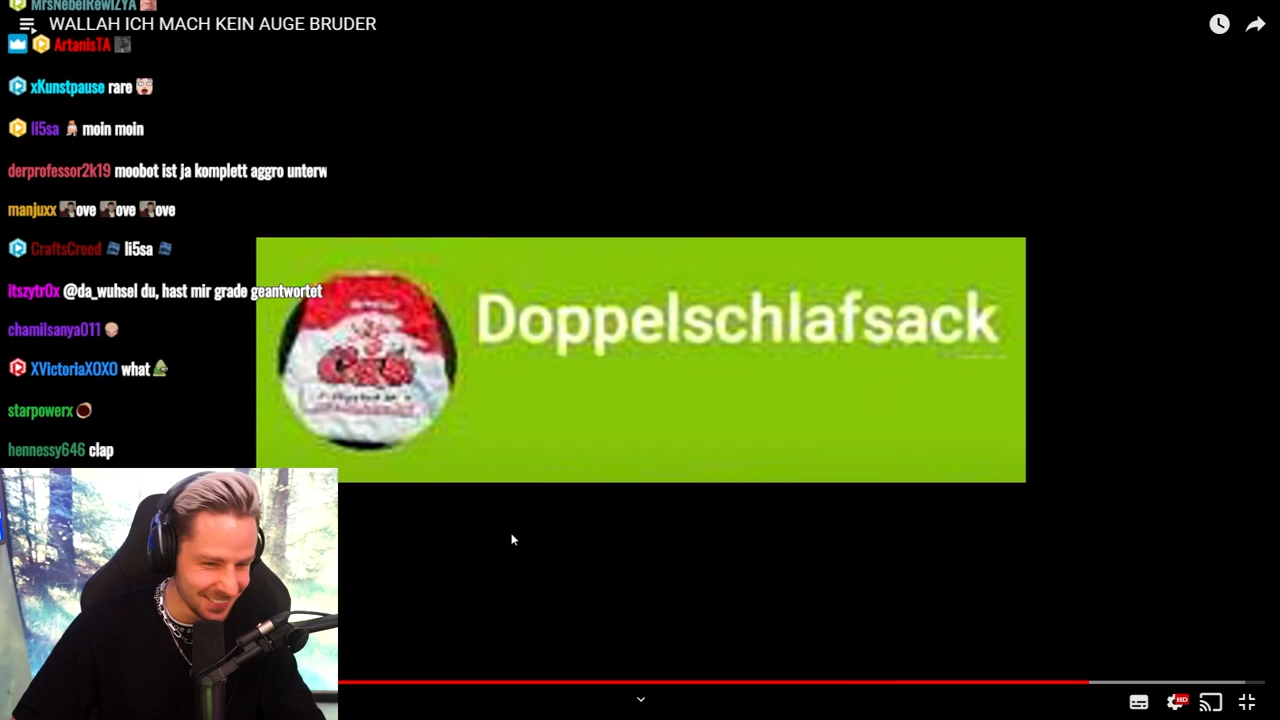 MrsNebelRewiZYA
WALLAH ICH MACH KEIN AUGE BRUDER
ArtanisTA
xKunstpause rare
li5sa moin moin
derprofessor2k19 moobot ist ja komplett aggro unterw
manjuxx ove ove ove
CraftsCreed li5sa
itszytr0x @da_wuhsel du, hast mir grade geantwortet
chamilsanya011
XVictoriaXOXO what
starpowerx
hennessy646 clap
Doppelschlafsack
HD